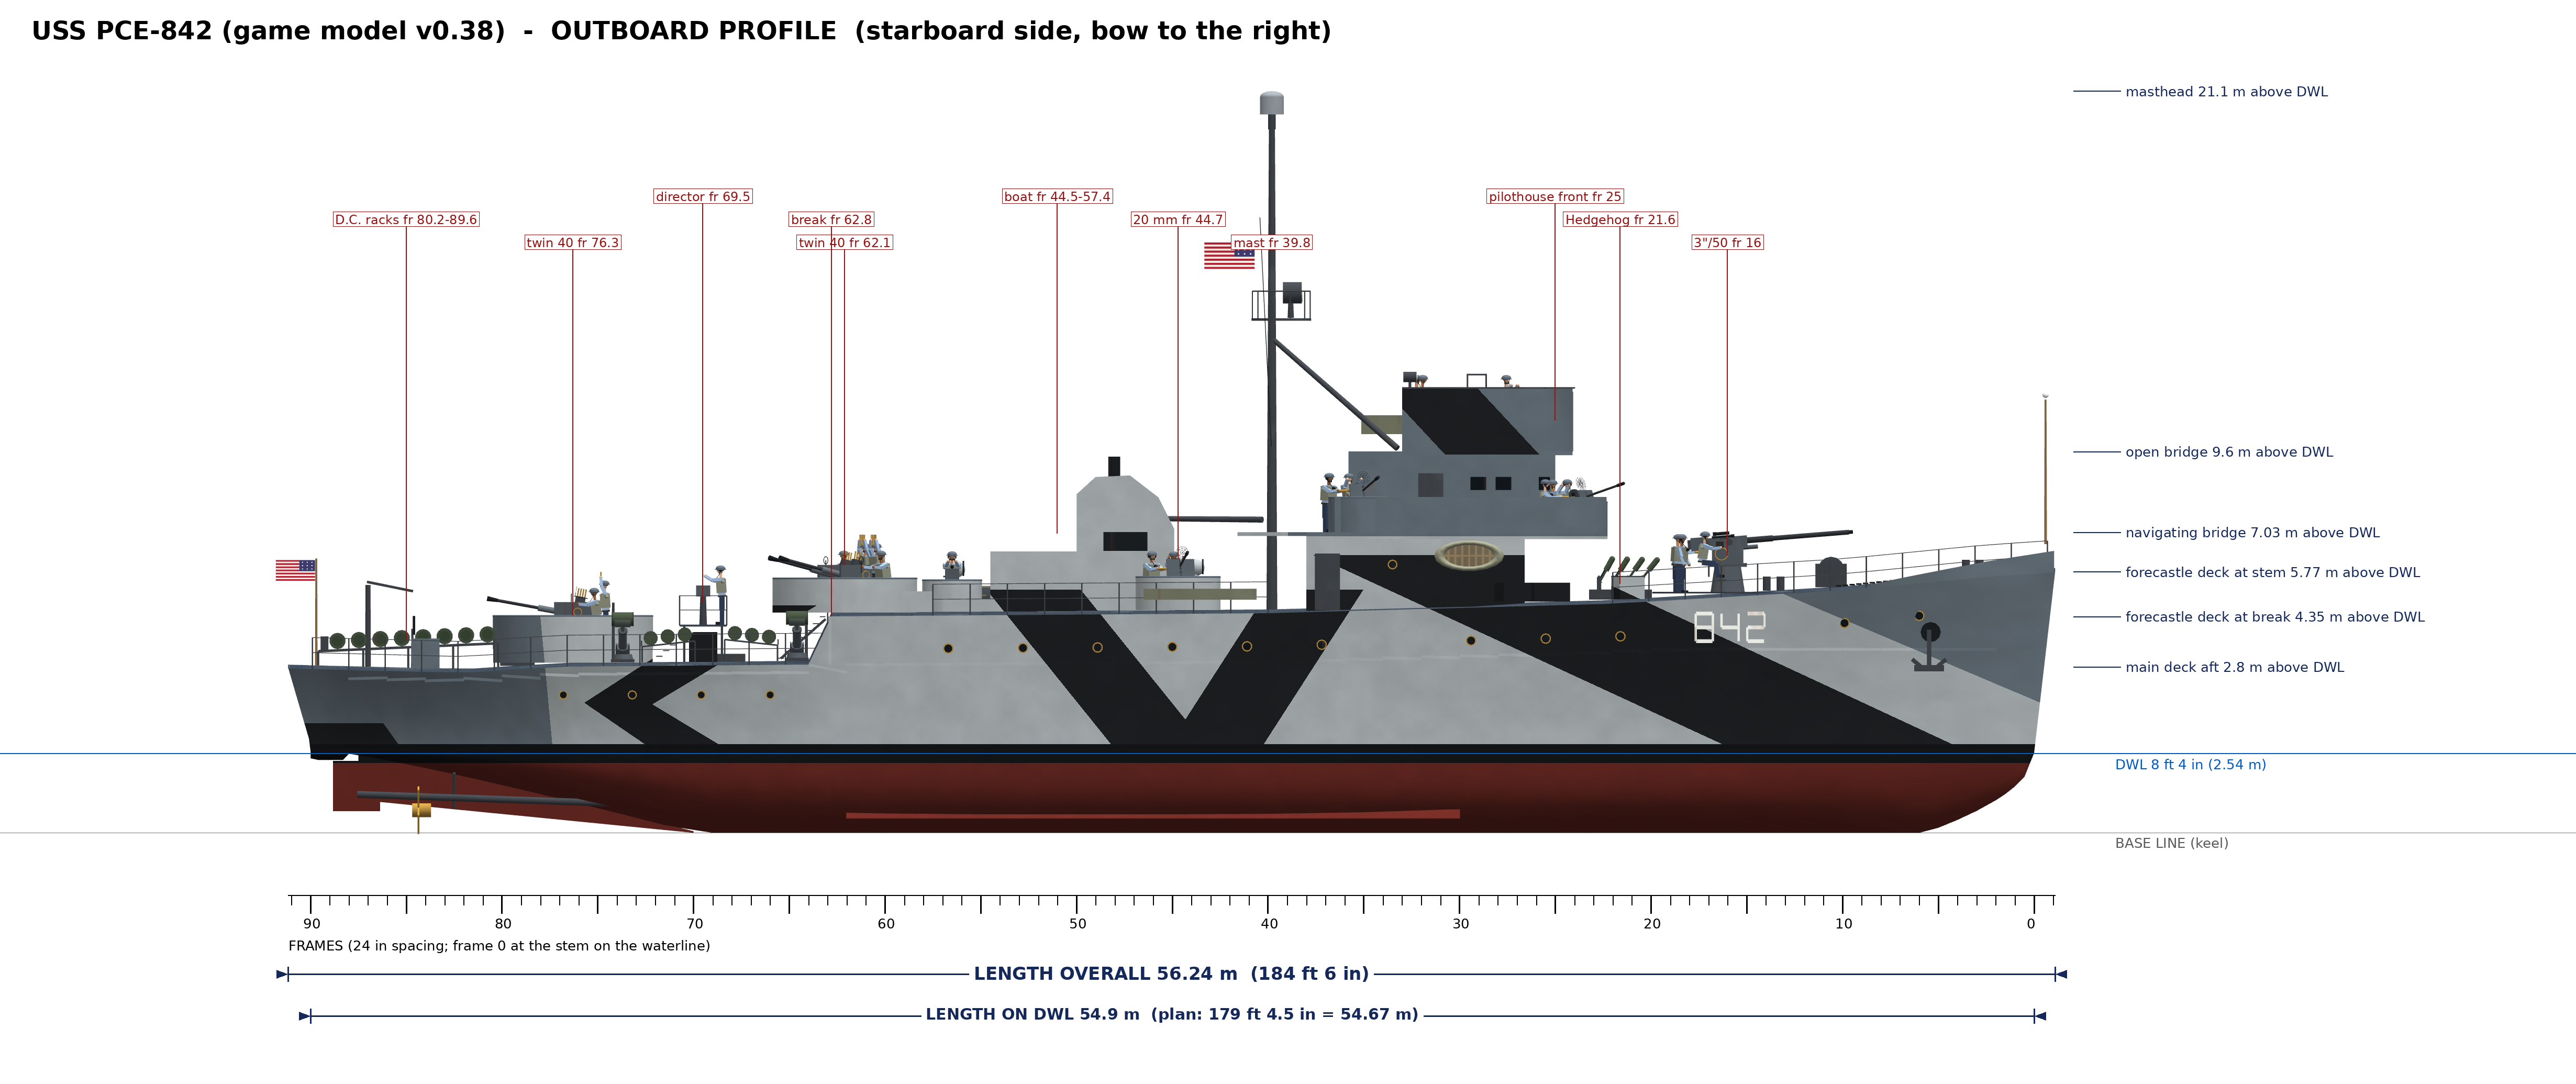 USS PCE-842 (game model v0.38)  -  OUTBOARD PROFILE  (starboard side, bow to the right)
masthead 21.1 m above DWL
director fr 69.5
boat fr 44.5-57.4
pilothouse front fr 25
D.C. racks fr 80.2-89.6
break fr 62.8
20 mm fr 44.7
Hedgehog fr 21.6
twin 40 fr 76.3
twin 40 fr 62.1
mast fr 39.8
3"/50 fr 16
open bridge 9.6 m above DWL
navigating bridge 7.03 m above DWL
forecastle deck at stem 5.77 m above DWL
forecastle deck at break 4.35 m above DWL
842
main deck aft 2.8 m above DWL
DWL 8 ft 4 in (2.54 m)
BASE LINE (keel)
90 80 70 60 50 40 30 20 10 0
FRAMES (24 in spacing; frame 0 at the stem on the waterline)
LENGTH OVERALL 56.24 m  (184 ft 6 in)
LENGTH ON DWL 54.9 m  (plan: 179 ft 4.5 in = 54.67 m)